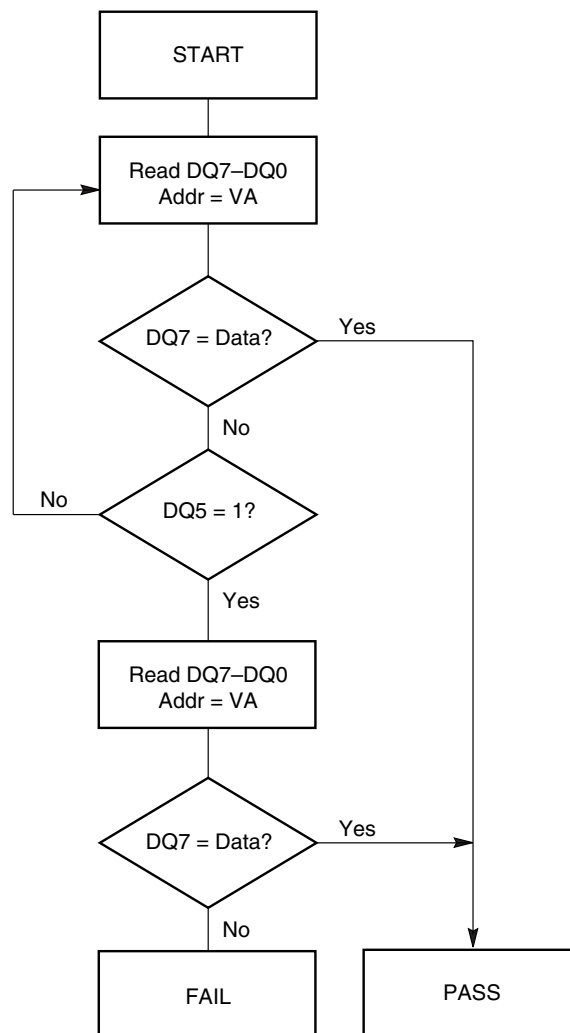 START
Read DQ7–DQ0
Addr = VA
DQ7 = Data?
Yes
No
DQ5 = 1?
No
Yes
Read DQ7–DQ0
Addr = VA
DQ7 = Data?
Yes
No
FAIL
PASS